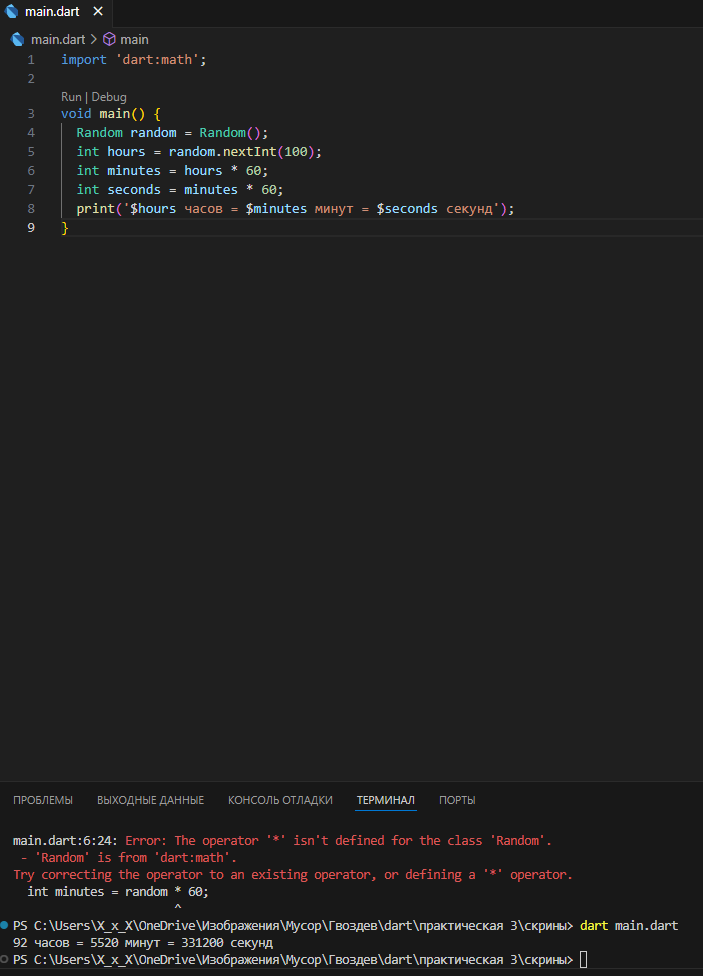 main.dart
main.dart > main
1 import 'dart:math';
2
Run | Debug
3 void main() {
4 Random random = Random();
5 int hours = random.nextInt(100);
6 int minutes = hours * 60;
7 int seconds = minutes * 60;
8 print('$hours часов = $minutes минут = $seconds секунд');
9 }
ПРОБЛЕМЫ ВЫХОДНЫЕ ДАННЫЕ КОНСОЛЬ ОТЛАДКИ ТЕРМИНАЛ ПОРТЫ
main.dart:6:24: Error: The operator '*' isn't defined for the class 'Random'.
- 'Random' is from 'dart:math'.
Try correcting the operator to an existing operator, or defining a '*' operator.
int minutes = random * 60;
^
PS C:\Users\X_x_X\OneDrive\Изображения\Мусор\Гвоздев\dart\практическая 3\скрины> dart main.dart
92 часов = 5520 минут = 331200 секунд
PS C:\Users\X_x_X\OneDrive\Изображения\Мусор\Гвоздев\dart\практическая 3\скрины>